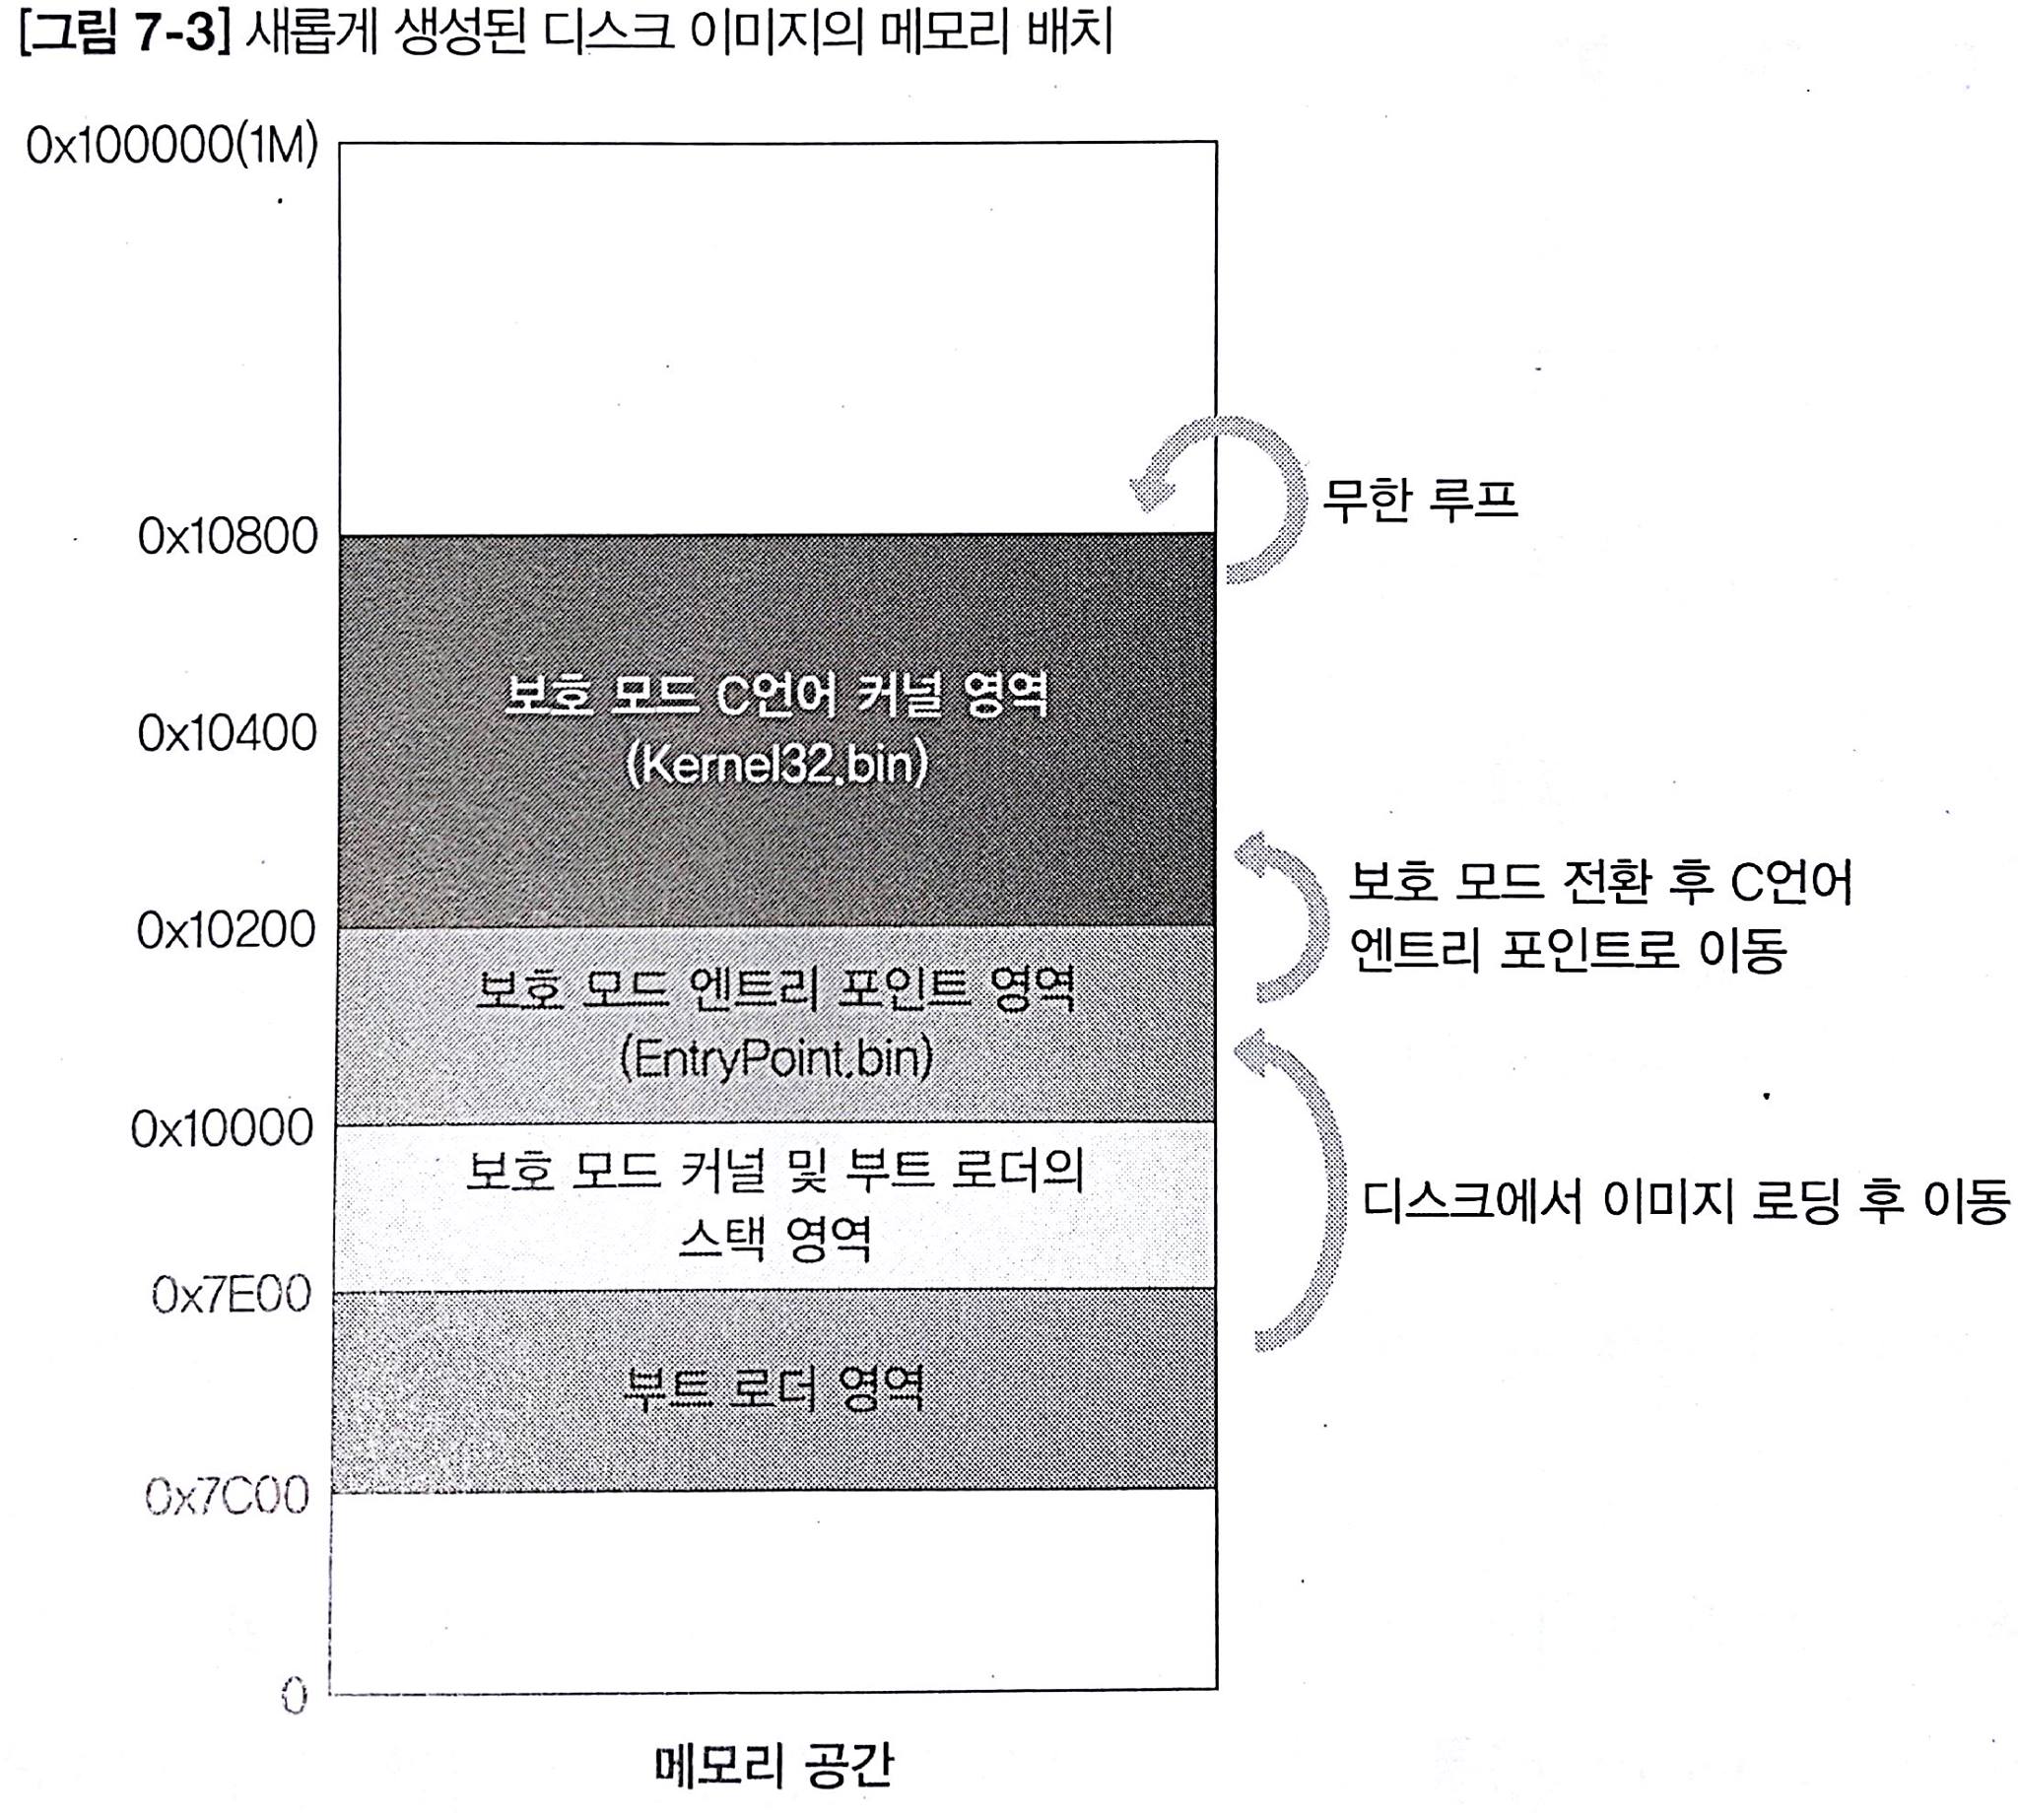 [그림 7-3] 새롭게 생성된 디스크 이미지의 메모리 배치
0x100000(1M)
무한 루프
0x10800
보호 모드 C언어 커널 영역
(Kernel32.bin)
0x10400
보호 모드 전환 후 C언어
엔트리 포인트로 이동
0x10200
보호 모드 엔트리 포인트 영역
(EntryPoint.bin)
0x10000
보호 모드 커널 및 부트 로더의
스택 영역
디스크에서 이미지 로딩 후 이동
0x7E00
부트 로더 영역
0x7C00
0
메모리 공간